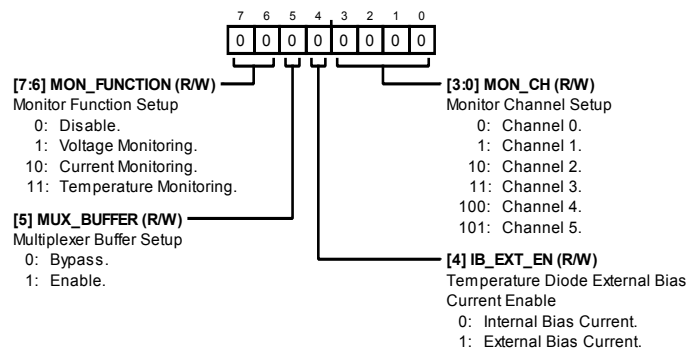 7 6 5 4 3 2 1 0
0 0 0 0 0 0 0 0
[7:6] MON_FUNCTION (R/W)
Monitor Function Setup
0: Disable.
1: Voltage Monitoring.
10: Current Monitoring.
11: Temperature Monitoring.
[5] MUX_BUFFER (R/W)
Multiplexer Buffer Setup
0: Bypass.
1: Enable.
[3:0] MON_CH (R/W)
Monitor Channel Setup
0: Channel 0.
1: Channel 1.
10: Channel 2.
11: Channel 3.
100: Channel 4.
101: Channel 5.
[4] IB_EXT_EN (R/W)
Temperature Diode External Bias
Current Enable
0: Internal Bias Current.
1: External Bias Current.